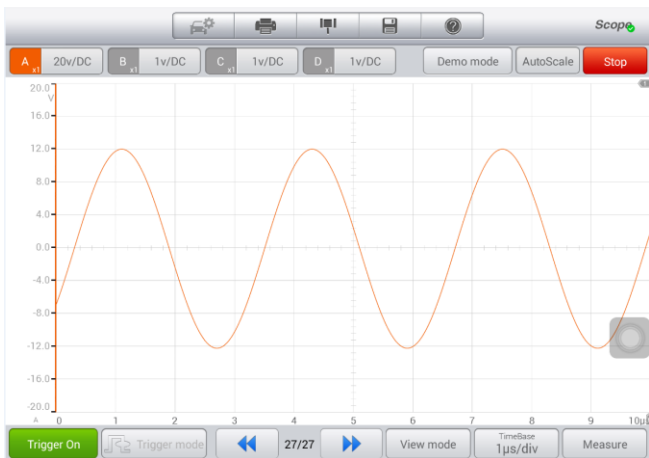 Scope
A x1 20v/DC B x1 1v/DC C x1 1v/DC D x1 1v/DC Demo mode AutoScale Stop
20.0
V
16.0
12.0
8.0
4.0
0.0
-4.0
-8.0
-12.0
-16.0
-20.0
A 0 1 2 3 4 5 6 7 8 9 10μ
Trigger On Trigger mode 27/27 View mode TimeBase 1μs/div Measure